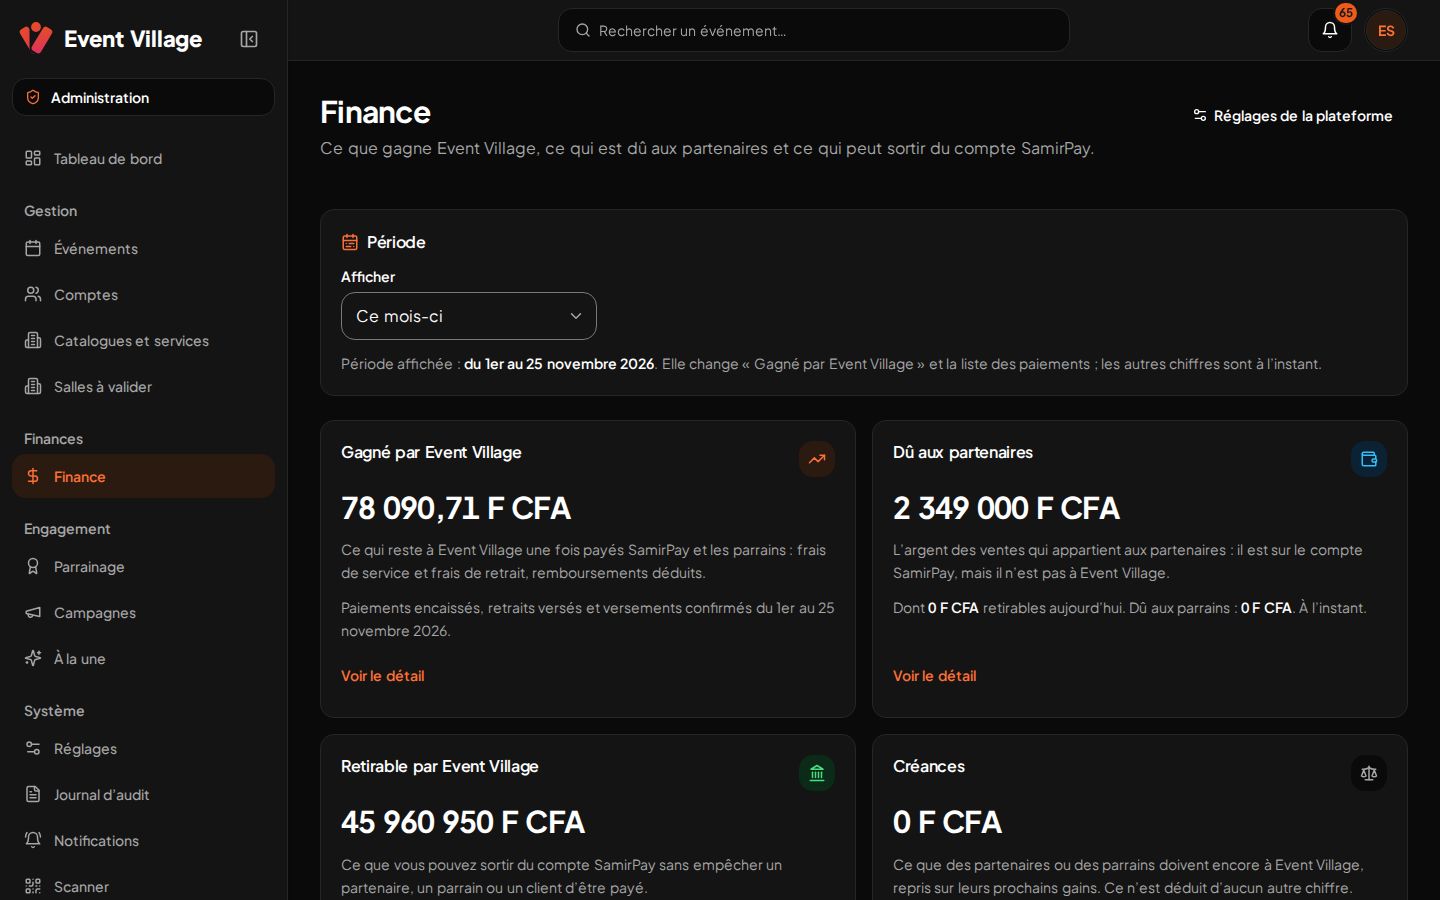 Event Village
Administration
Tableau de bord
Gestion
Événements
Comptes
Catalogues et services
Salles à valider
Finances
Finance
Engagement
Parrainage
Campagnes
À la une
Système
Réglages
Journal d’audit
Notifications
Scanner
Rechercher un événement…
65
ES
Finance
Réglages de la plateforme
Ce que gagne Event Village, ce qui est dû aux partenaires et ce qui peut sortir du compte SamirPay.
Période
Afficher
Ce mois-ci
Période affichée : du 1er au 25 novembre 2026. Elle change « Gagné par Event Village » et la liste des paiements ; les autres chiffres sont à l’instant.
Gagné par Event Village
78 090,71 F CFA
Ce qui reste à Event Village une fois payés SamirPay et les parrains : frais
de service et frais de retrait, remboursements déduits.
Paiements encaissés, retraits versés et versements confirmés du 1er au 25
novembre 2026.
Voir le détail
Dû aux partenaires
2 349 000 F CFA
L’argent des ventes qui appartient aux partenaires : il est sur le compte
SamirPay, mais il n’est pas à Event Village.
Dont 0 F CFA retirables aujourd’hui. Dû aux parrains : 0 F CFA. À l’instant.
Voir le détail
Retirable par Event Village
45 960 950 F CFA
Ce que vous pouvez sortir du compte SamirPay sans empêcher un
partenaire, un parrain ou un client d’être payé.
Créances
0 F CFA
Ce que des partenaires ou des parrains doivent encore à Event Village,
repris sur leurs prochains gains. Ce n’est déduit d’aucun autre chiffre.